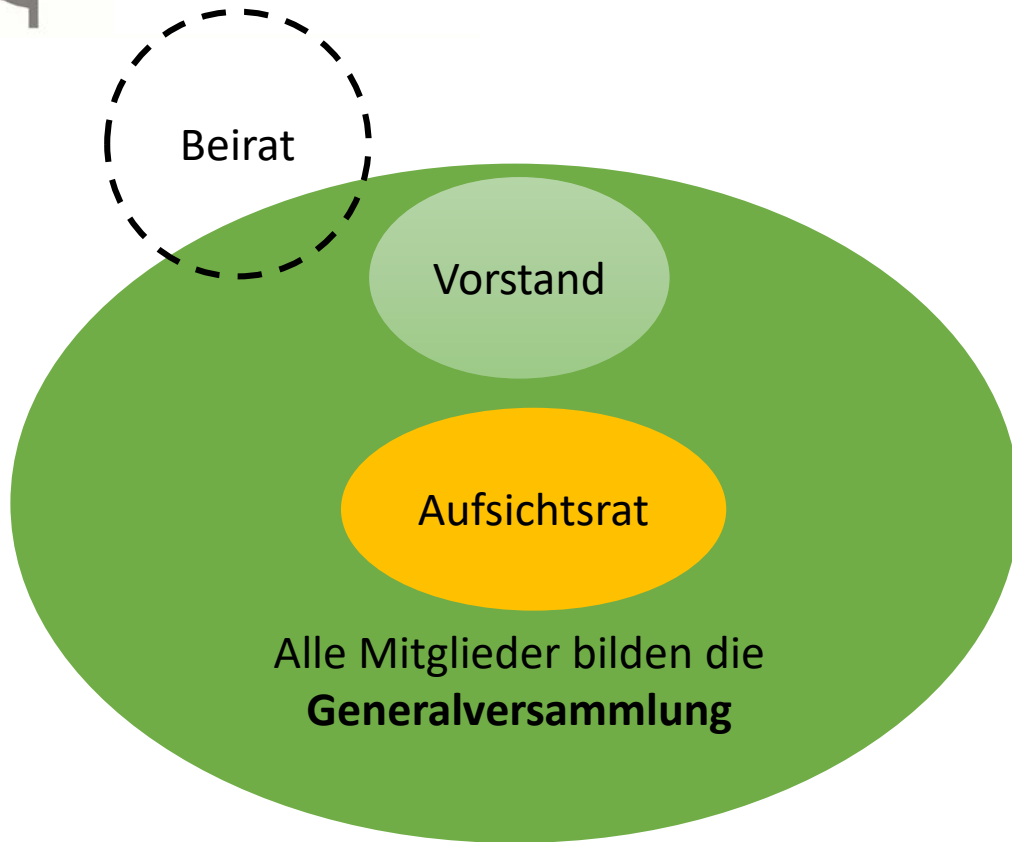 Beirat
Vorstand
Aufsichtsrat
Alle Mitglieder bilden die
Generalversammlung